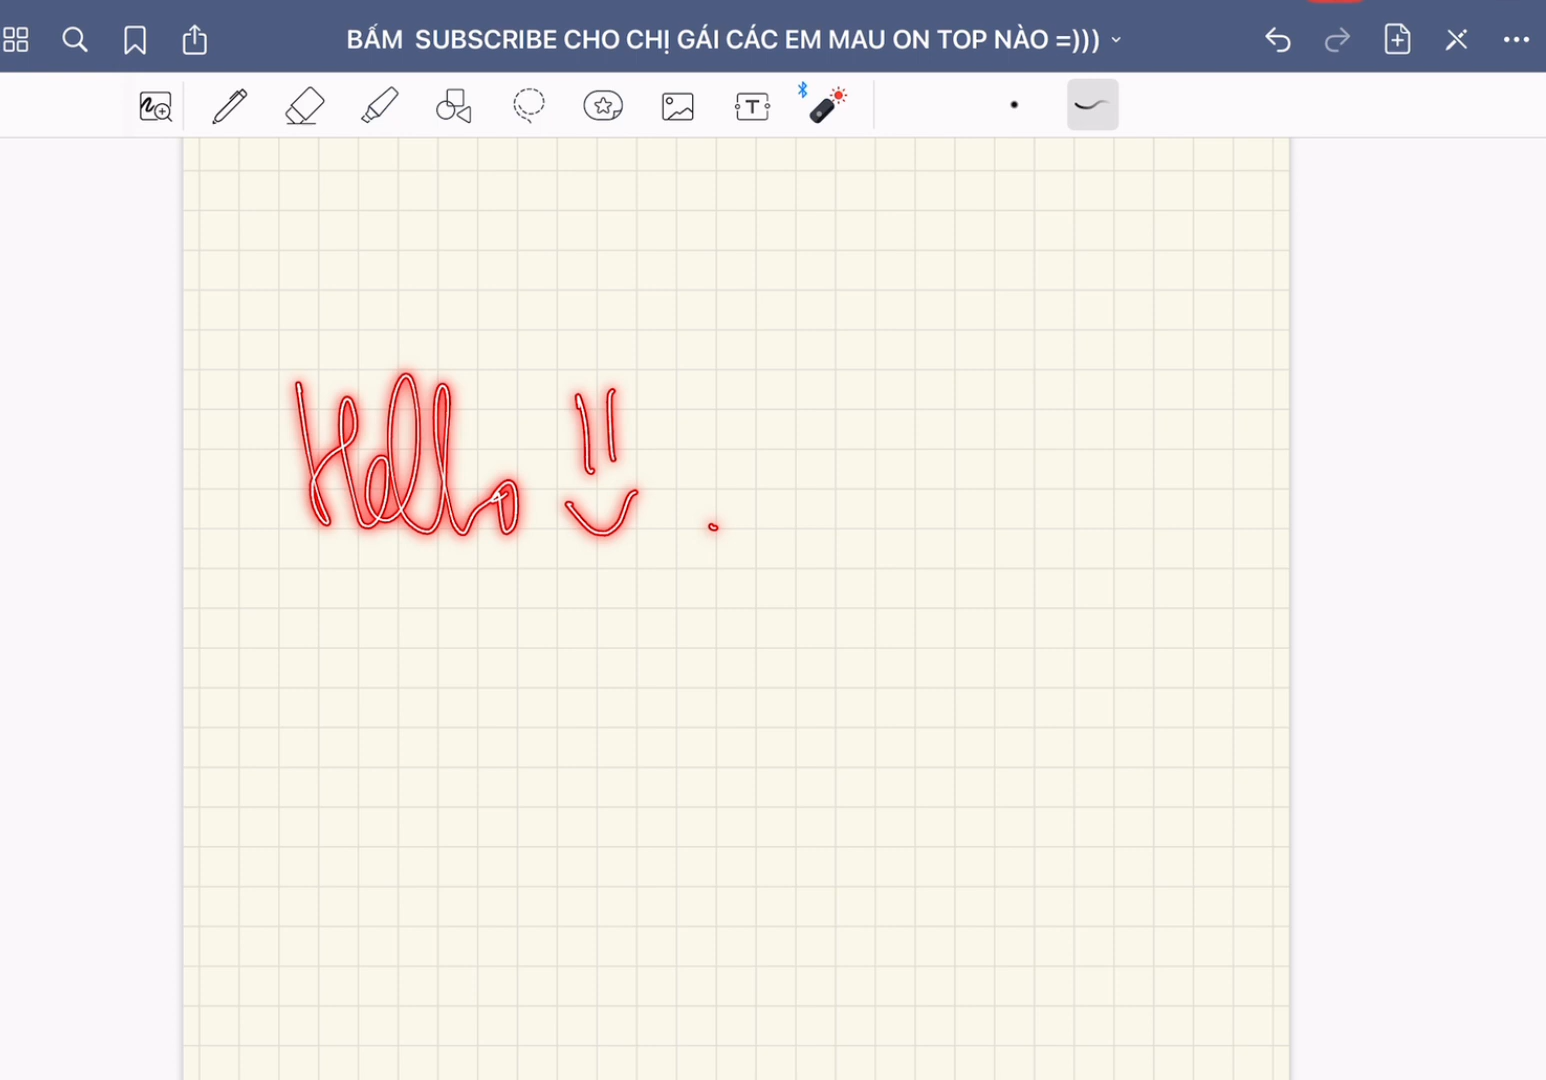 BẤM SUBSCRIBE CHO CHỊ GÁI CÁC EM MAU ON TOP NÀO =)))
Hello